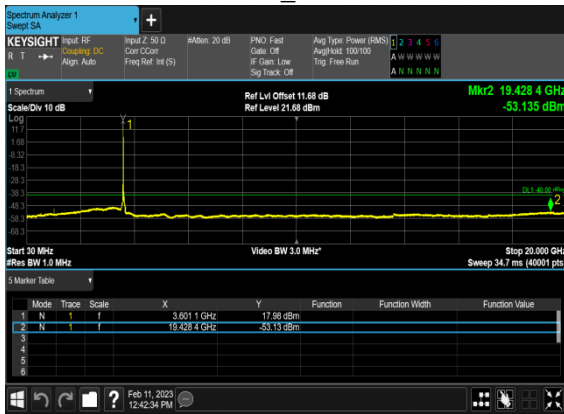 Spectrum Analyzer 1
Swept SA
KEYSIGHT Input: RF Input Z: 50 Ω #Atten: 20 dB PNO: Fast Avg Type: Power (RMS) 1 2 3 4 5 6
R T Coupling: DC Corr CCorr Gate: Off Avg|Hold: 100/100 A W W W W W
Align: Auto Freq Ref: Int (S) IF Gain: Low Trig: Free Run
Sig Track: Off A N N N N N
1 Spectrum Ref Lvl Offset 11.68 dB Mkr2 19.428 4 GHz
Scale/Div 10 dB Ref Level 21.68 dBm -53.135 dBm
Log
11.7
1.68
-8.32
-18.3
-28.3
-38.3
-48.3
-58.3
-68.3
1
DL1 -40.00 dBm
2
Start 30 MHz Video BW 3.0 MHz* Stop 20.000 GHz
#Res BW 1.0 MHz Sweep 34.7 ms (40001 pts)
5 Marker Table
Mode Trace Scale X Y Function Function Width Function Value
1 N 1 f 3.601 1 GHz 17.98 dBm
2 N 1 f 19.428 4 GHz -53.13 dBm
3
4
5
6
? Feb 11, 2023
12:42:34 PM